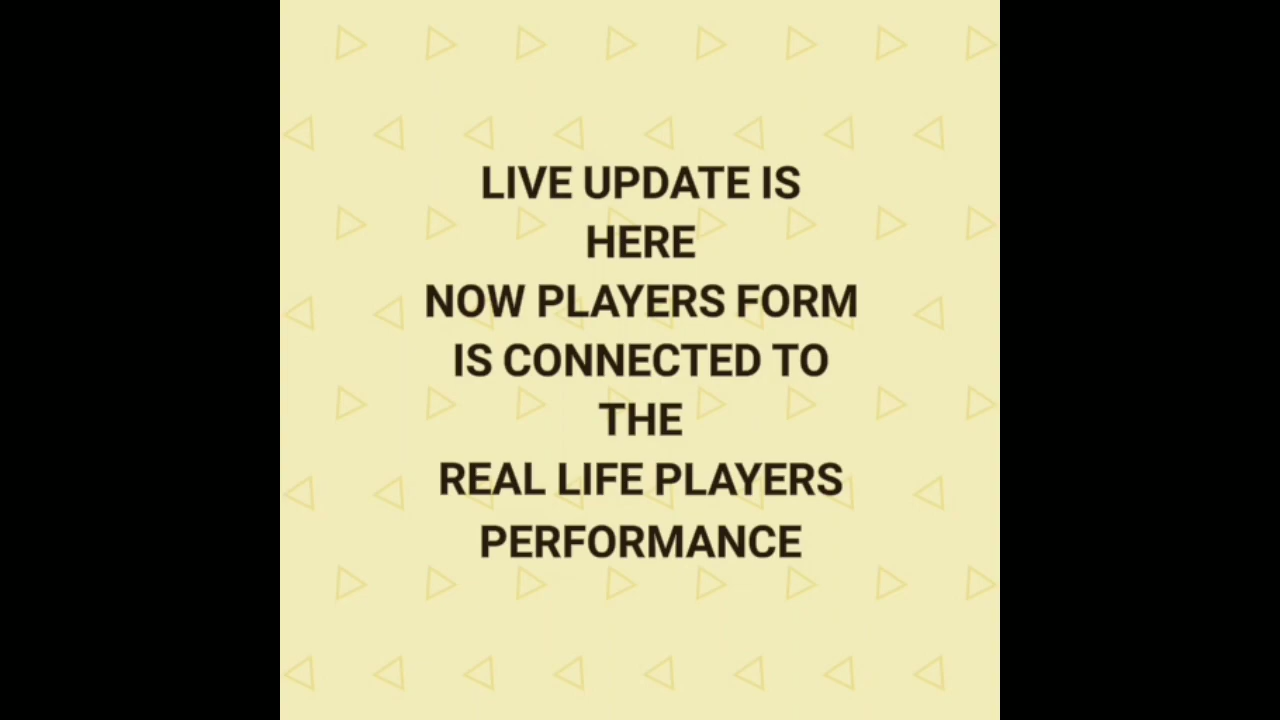 LIVE UPDATE IS
HERE
NOW PLAYERS FORM
IS CONNECTED TO
THE
REAL LIFE PLAYERS
PERFORMANCE